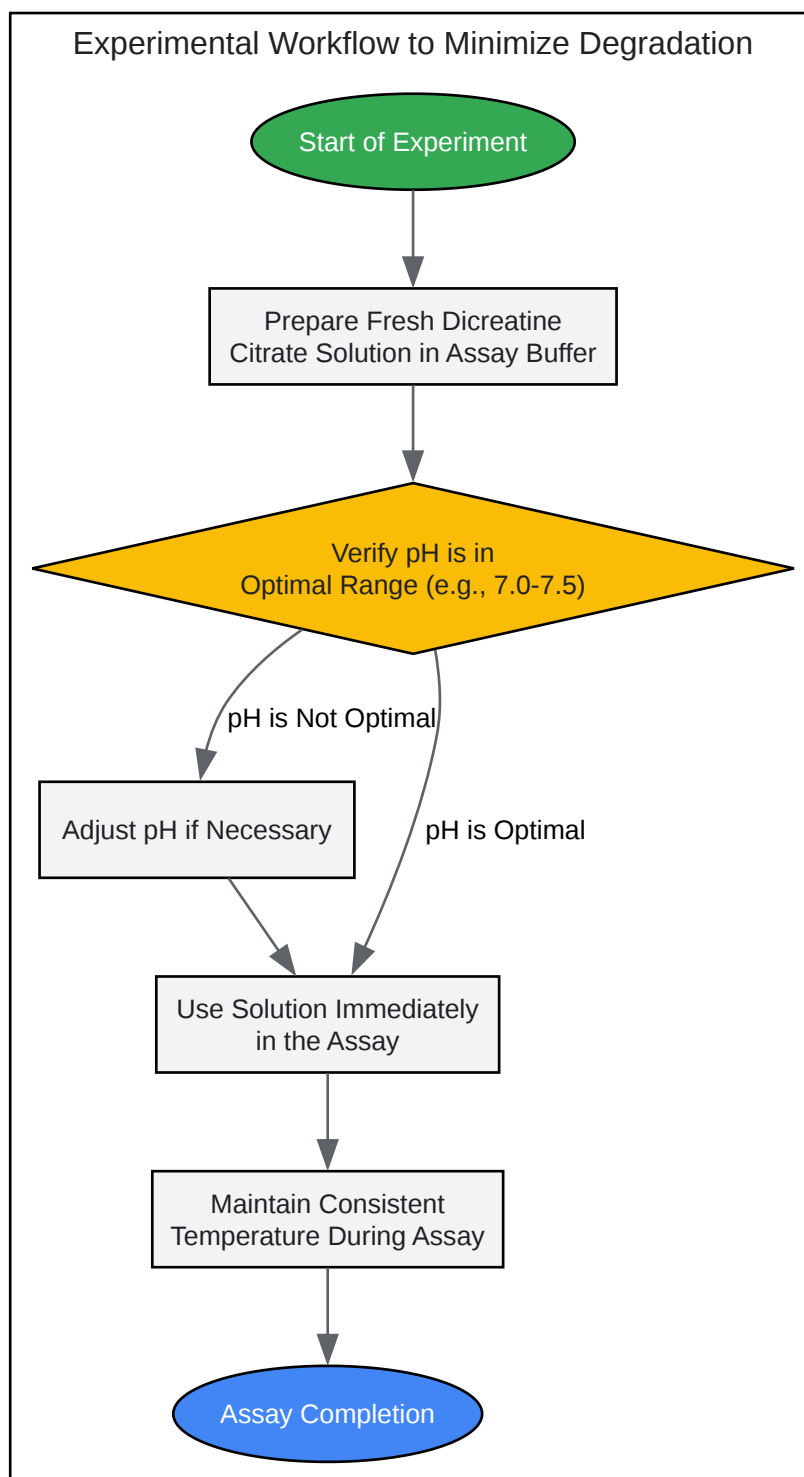 Experimental Workflow to Minimize Degradation
Start of Experiment
Prepare Fresh Dicreatine
Citrate Solution in Assay Buffer
Verify pH is in
Optimal Range (e.g., 7.0-7.5)
pH is Not Optimal
Adjust pH if Necessary
pH is Optimal
Use Solution Immediately
in the Assay
Maintain Consistent
Temperature During Assay
Assay Completion